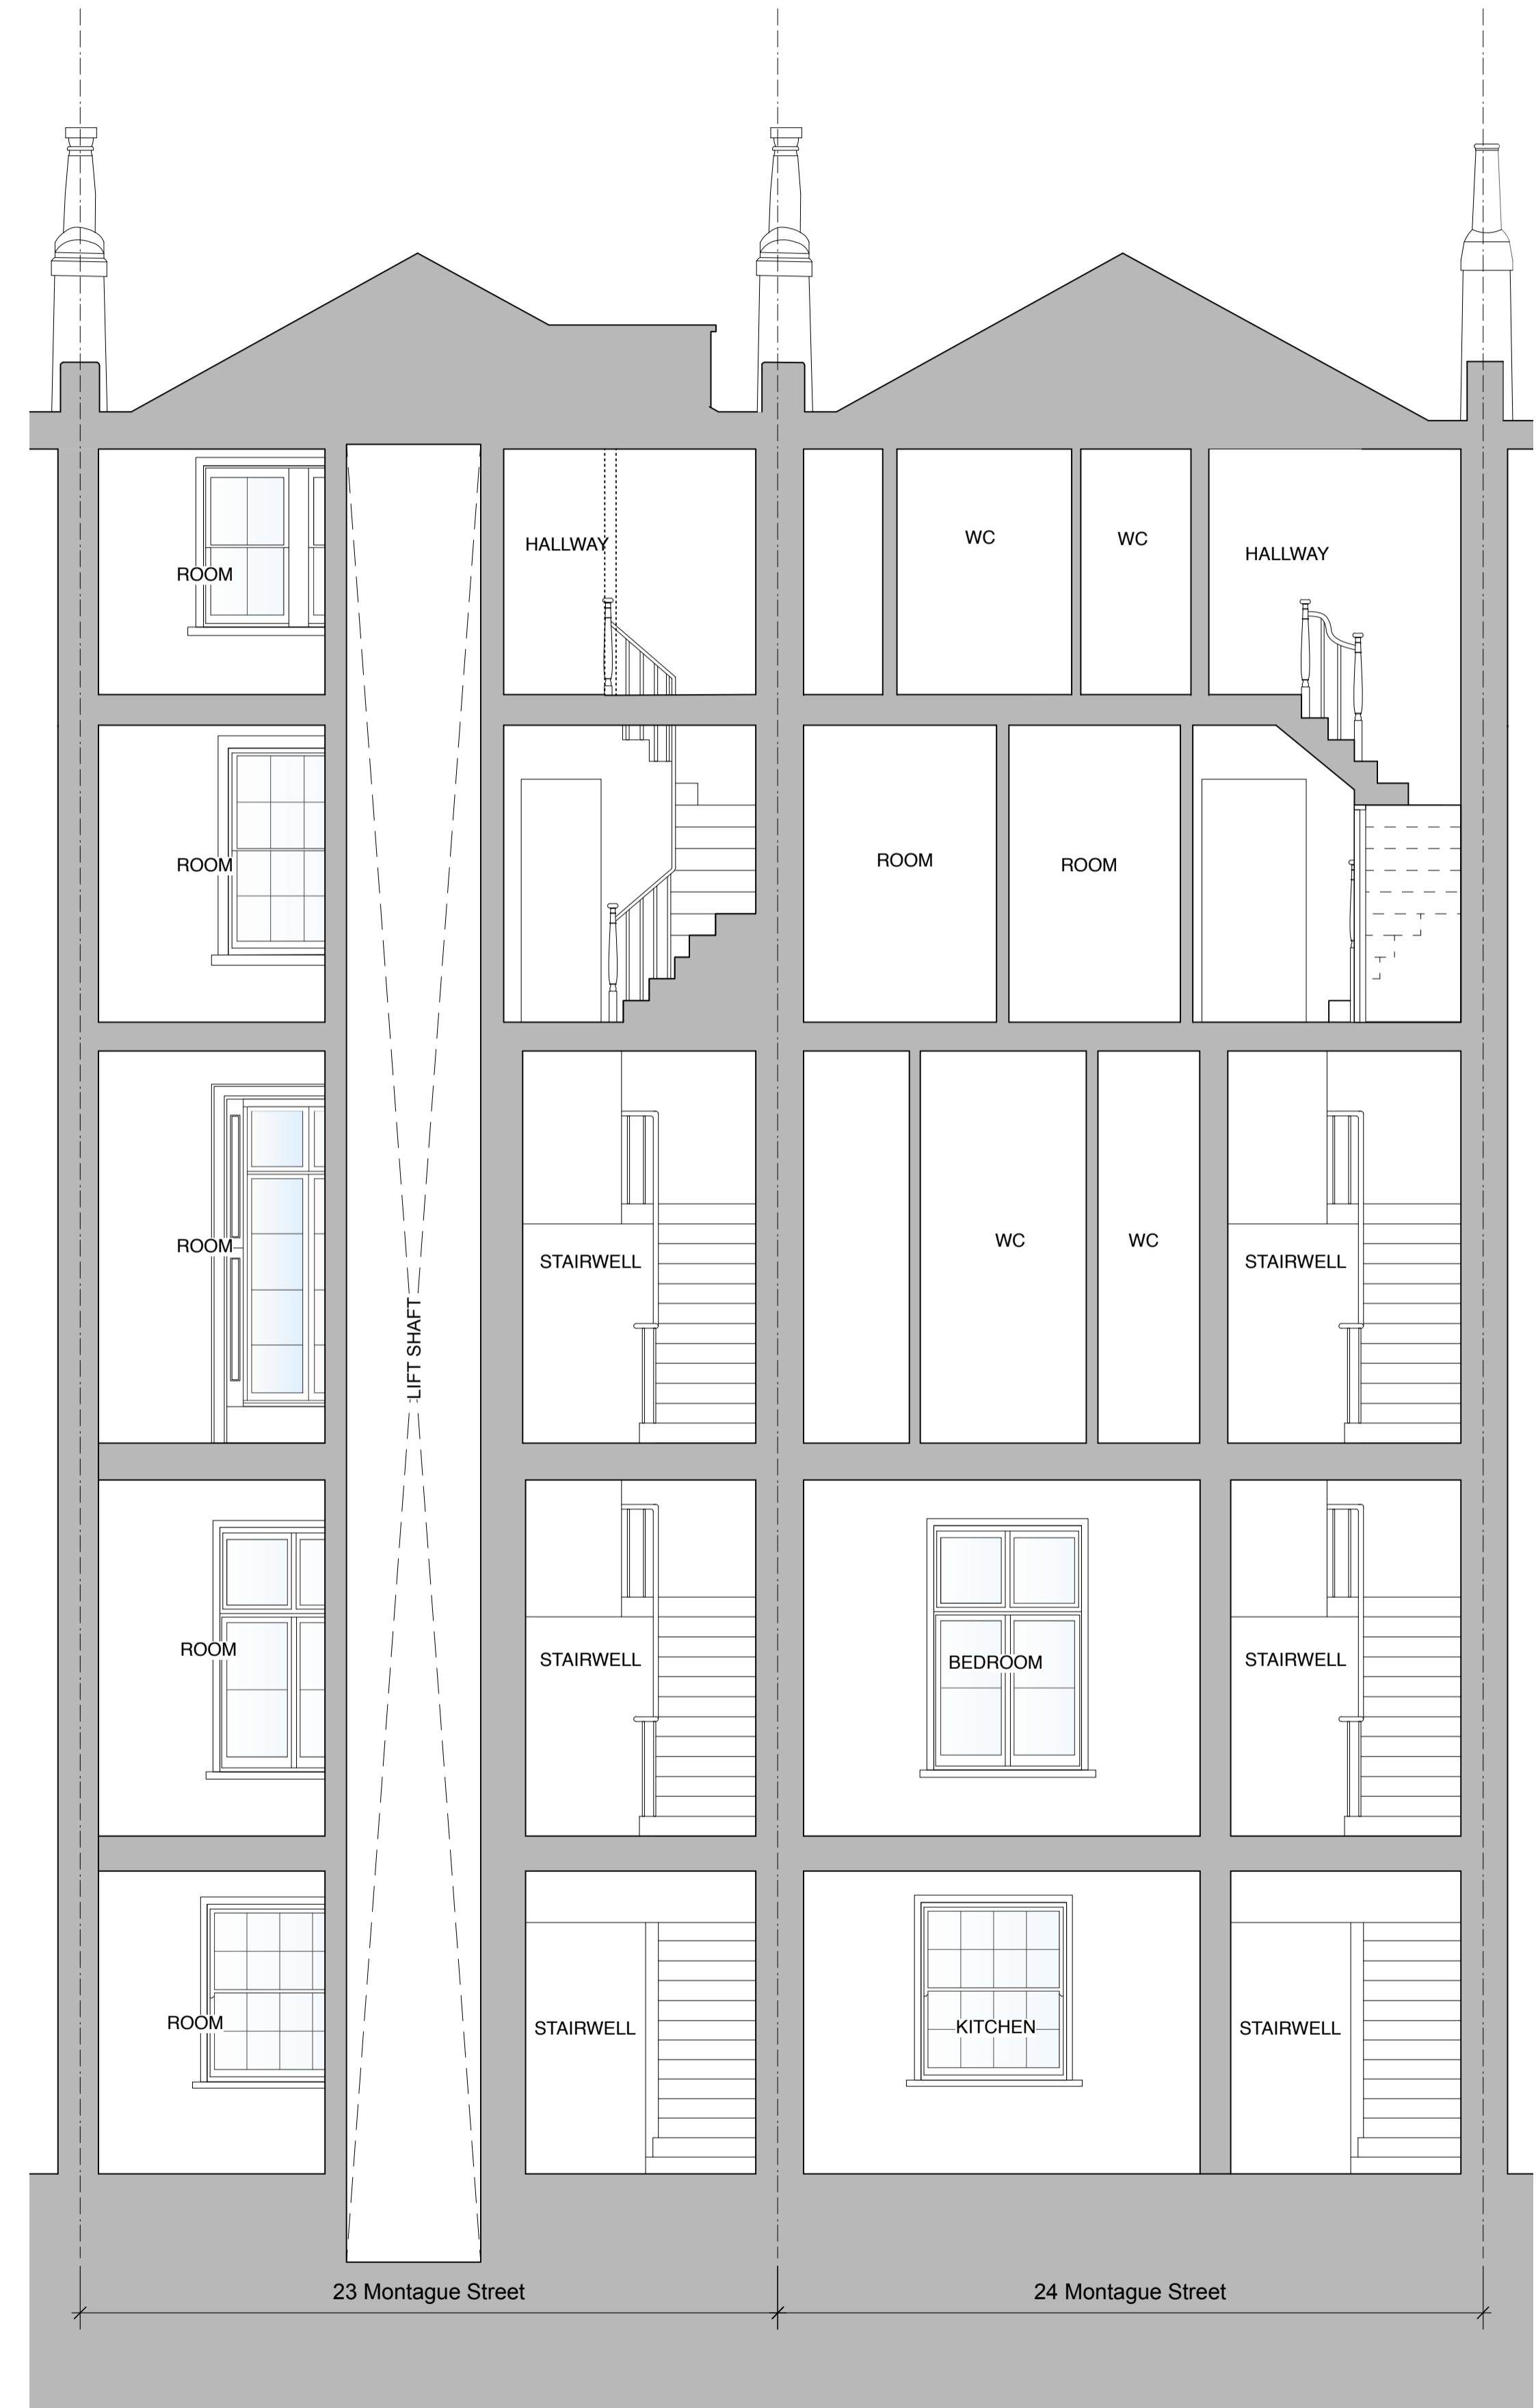 WC
WC
HALLWAY
HALLWAY
ROOM
ROOM
ROOM
ROOM
ROOM
WC
WC
STAIRWELL
STAIRWELL
LIFT SHAFT
ROOM
STAIRWELL
BEDROOM
STAIRWELL
ROOM
STAIRWELL
KITCHEN
STAIRWELL
23 Montague Street
24 Montague Street